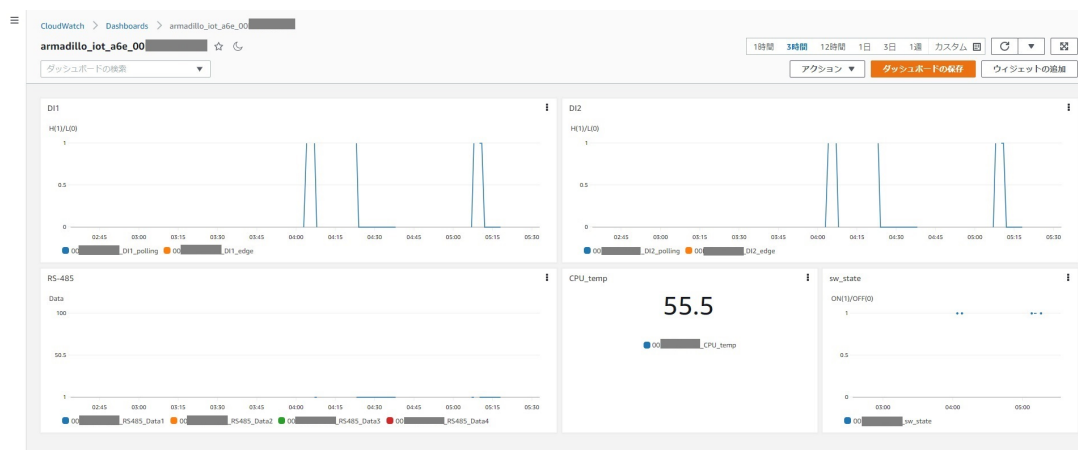 CloudWatch > Dashboards > armadillo_iot_a6e_00
armadillo_iot_a6e_00
1時間 3時間 12時間 1日 3日 1週 カスタム
ダッシュボードの検索
アクション ダッシュボードの保存 ウィジェットの追加
DI1
H(1)/L(0)
1
0.5
0
02:45 03:00 03:15 03:30 03:45 04:00 04:15 04:30 04:45 05:00 05:15 05:30
00 _DI1_polling 00 _DI1_edge
DI2
H(1)/L(0)
1
0.5
0
02:45 03:00 03:15 03:30 03:45 04:00 04:15 04:30 04:45 05:00 05:15 05:30
00 _DI2_polling 00 _DI2_edge
RS-485
Data
100
50.5
1
02:45 03:00 03:15 03:30 03:45 04:00 04:15 04:30 04:45 05:00 05:15 05:30
00 _RS485_Data1 00 _RS485_Data2 00 _RS485_Data3 00 _RS485_Data4
CPU_temp
55.5
00 _CPU_temp
sw_state
ON(1)/OFF(0)
1
0.5
0
03:00 04:00 05:00
00 _sw_state